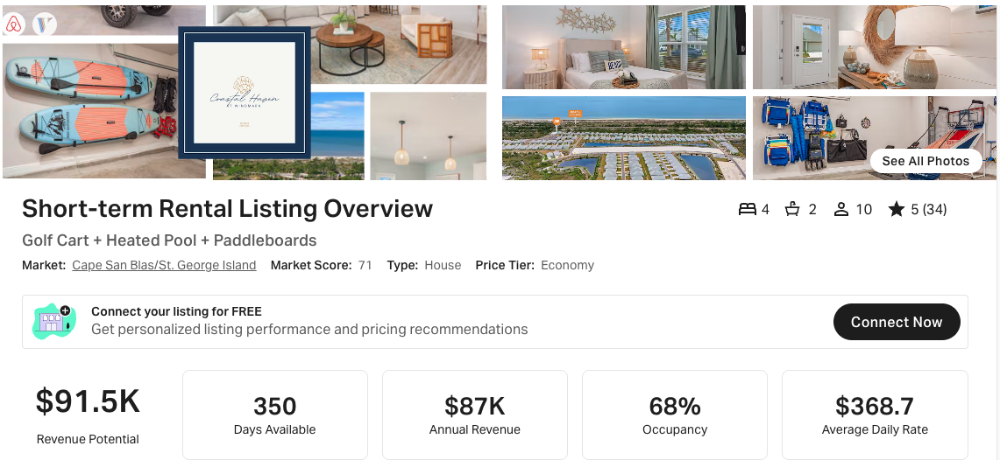 Coastal Haven
AT WINDMARK
See All Photos
Short-term Rental Listing Overview
4 2 10 5 (34)
Golf Cart + Heated Pool + Paddleboards
Market: Cape San Blas/St. George Island Market Score: 71 Type: House Price Tier: Economy
Connect your listing for FREE
Get personalized listing performance and pricing recommendations
Connect Now
$91.5K
Revenue Potential
350
Days Available
$87K
Annual Revenue
68%
Occupancy
$368.7
Average Daily Rate